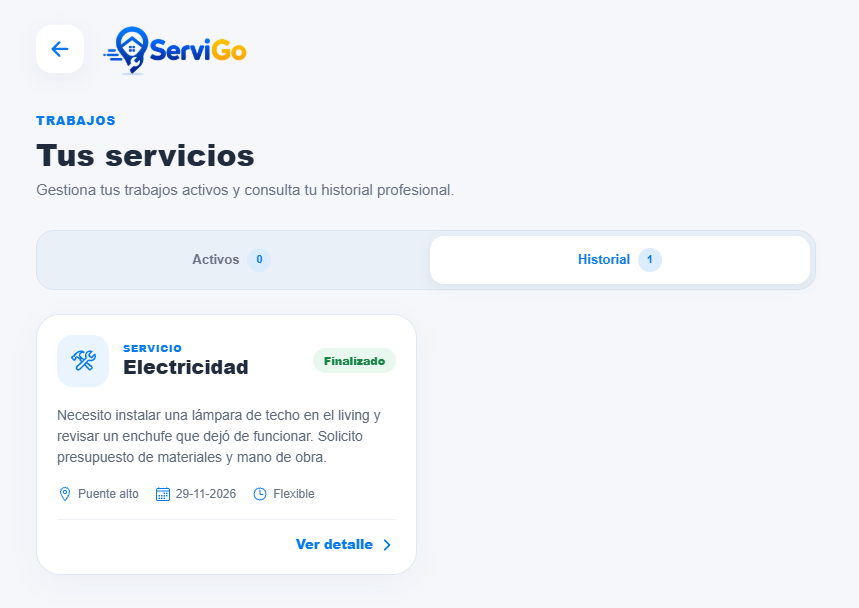 ServiGo
TRABAJOS
Tus servicios
Gestiona tus trabajos activos y consulta tu historial profesional.
Activos 0
Historial 1
SERVICIO
Electricidad
Finalizado
Necesito instalar una lámpara de techo en el living y
revisar un enchufe que dejó de funcionar. Solicito
presupuesto de materiales y mano de obra.
Puente alto 29-11-2026 Flexible
Ver detalle